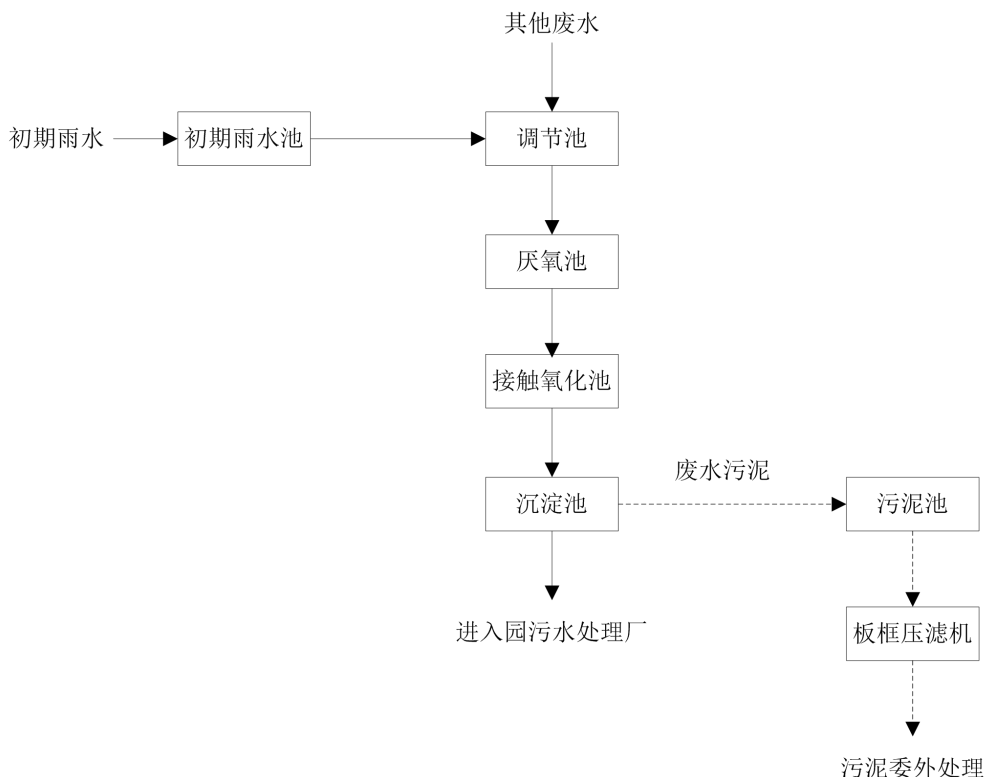 其他废水
初期雨水
初期雨水池
调节池
厌氧池
接触氧化池
废水污泥
沉淀池
污泥池
进入园污水处理厂
板框压滤机
污泥委外处理